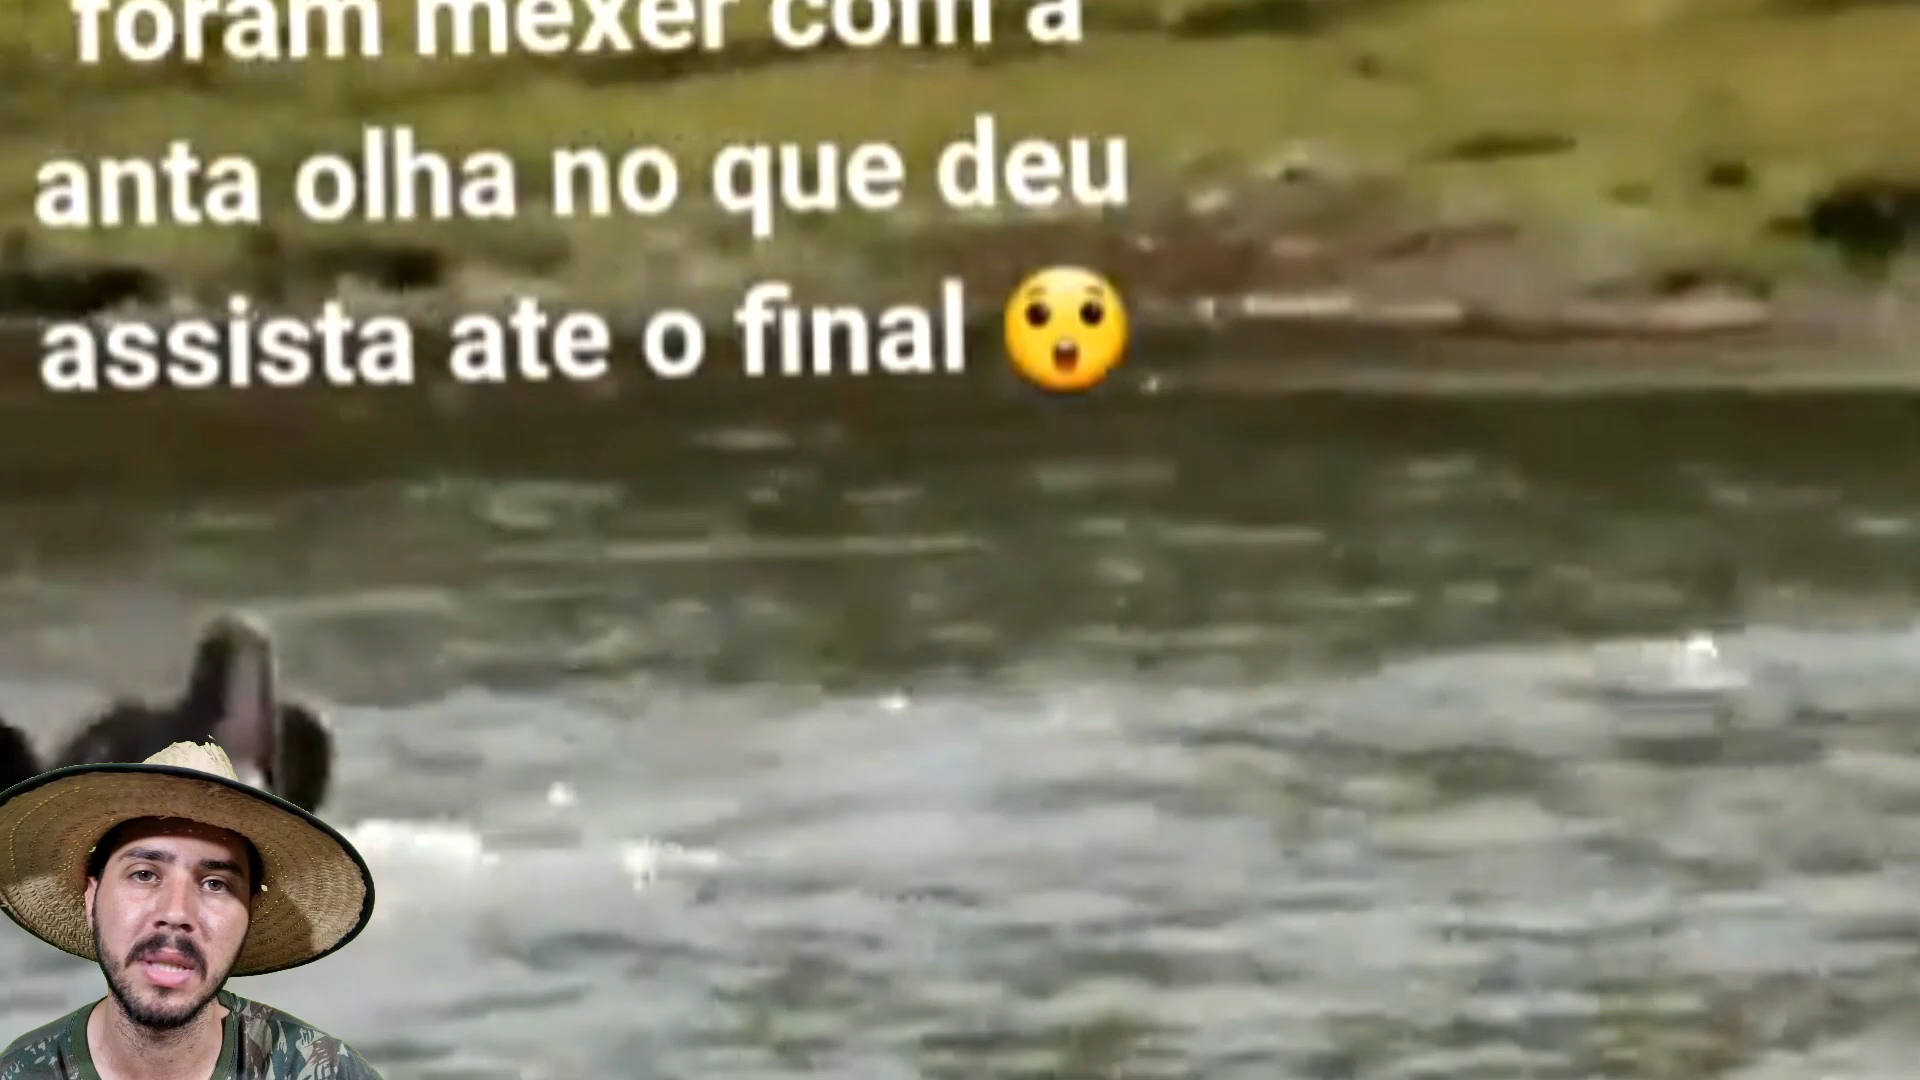 foram mexer com a
anta olha no que deu
assista ate o final 😲